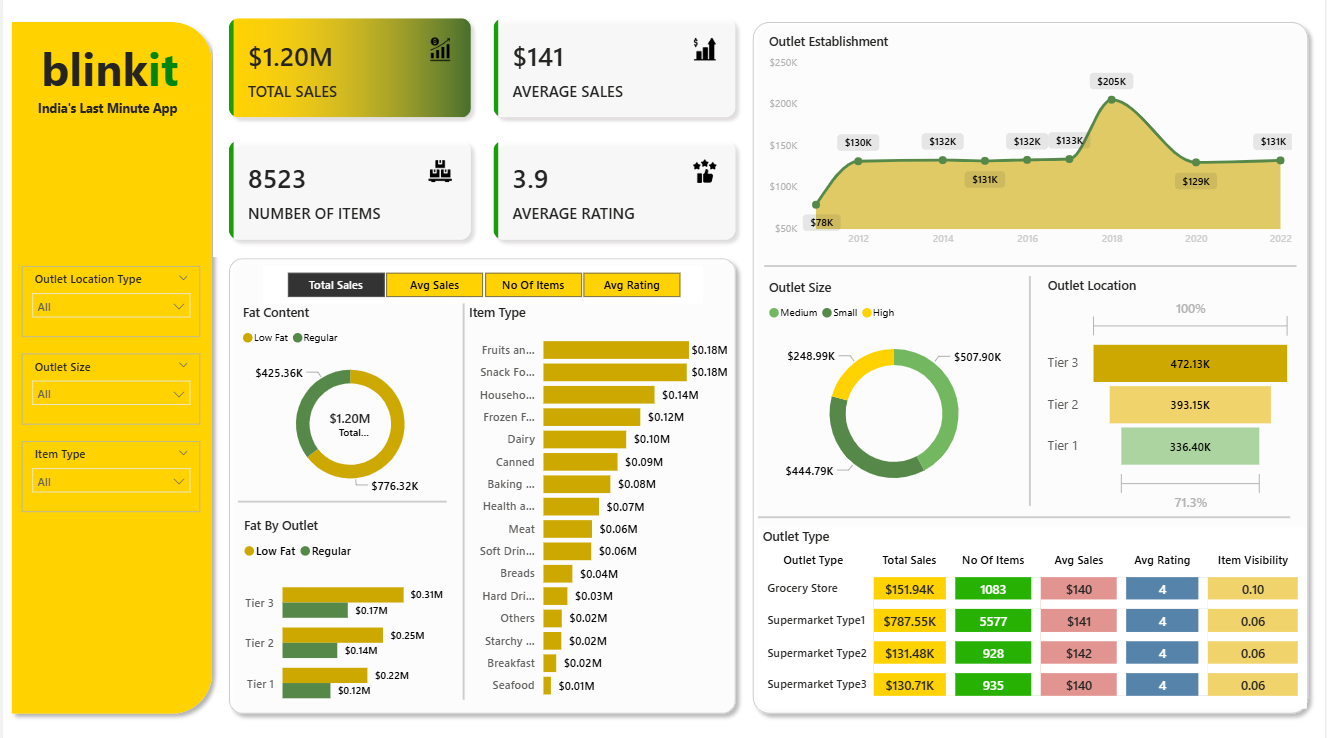 blinkit
India's Last Minute App
Outlet Location Type
All
Outlet Size
All
Item Type
All
$1.20M
TOTAL SALES
$141
AVERAGE SALES
8523
NUMBER OF ITEMS
3.9
AVERAGE RATING
Total Sales
Avg Sales
No Of Items
Avg Rating
Fat Content
Low Fat Regular
$425.36K
$1.20M
Total...
$776.32K
Fat By Outlet
Low Fat Regular
Tier 3 $0.31M
$0.17M
Tier 2 $0.25M
$0.14M
Tier 1 $0.22M
$0.12M
Item Type
Fruits an... $0.18M
Snack Fo... $0.18M
Househo... $0.14M
Frozen F... $0.12M
Dairy $0.10M
Canned $0.09M
Baking ... $0.08M
Health a... $0.07M
Meat $0.06M
Soft Drin... $0.06M
Breads $0.04M
Hard Dri... $0.03M
Others $0.02M
Starchy ... $0.02M
Breakfast $0.02M
Seafood $0.01M
Outlet Establishment
$250K
$200K
$150K
$100K
$50K
$78K
$130K
$132K
$131K
$132K
$133K
$205K
$129K
$131K
2012 2014 2016 2018 2020 2022
Outlet Size
Medium Small High
$248.99K
$507.90K
$444.79K
Outlet Location
100%
Tier 3 472.13K
Tier 2 393.15K
Tier 1 336.40K
71.3%
Outlet Type
Outlet Type Total Sales No Of Items Avg Sales Avg Rating Item Visibility
Grocery Store $151.94K 1083 $140 4 0.10
Supermarket Type1 $787.55K 5577 $141 4 0.06
Supermarket Type2 $131.48K 928 $142 4 0.06
Supermarket Type3 $130.71K 935 $140 4 0.06